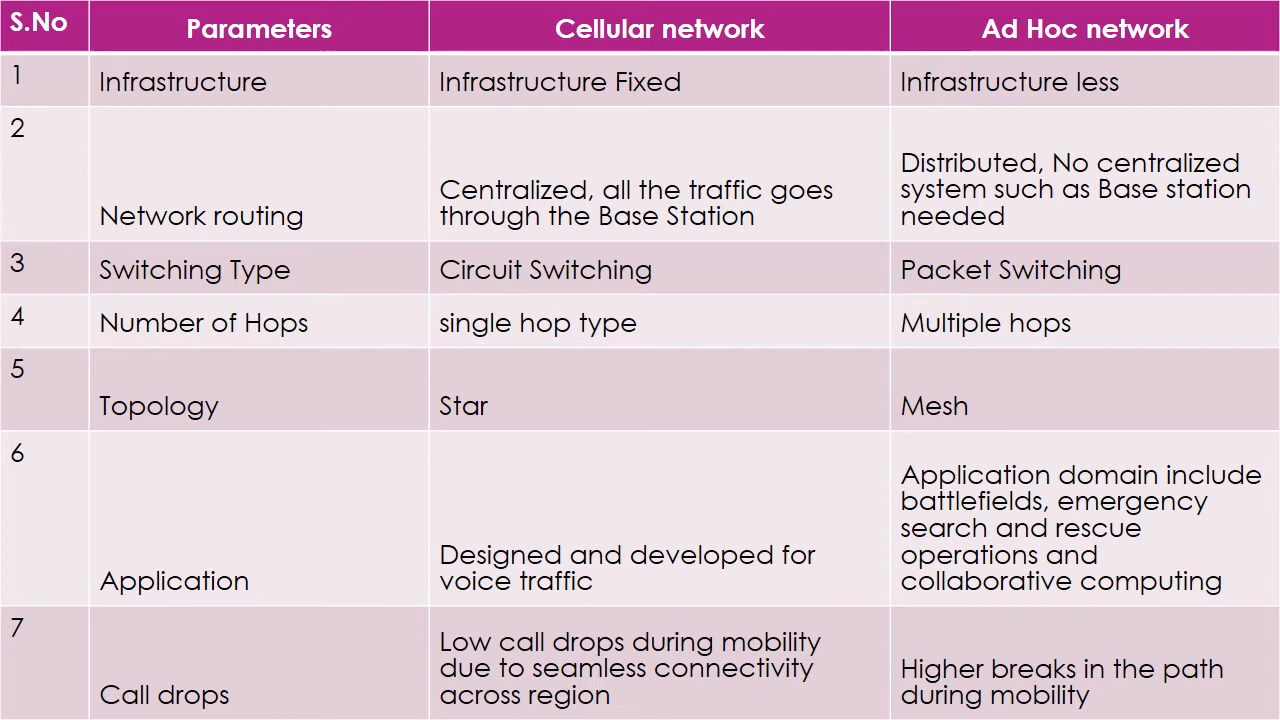 S.No Parameters Cellular network Ad Hoc network
1 Infrastructure Infrastructure Fixed Infrastructure less
2
Network routing
Centralized, all the traffic goes
through the Base Station
Distributed, No centralized
system such as Base station
needed
3 Switching Type Circuit Switching Packet Switching
4 Number of Hops single hop type Multiple hops
5
Topology Star Mesh
6
Application
Designed and developed for
voice traffic
Application domain include
battlefields, emergency
search and rescue
operations and
collaborative computing
7
Call drops
Low call drops during mobility
due to seamless connectivity
across region
Higher breaks in the path
during mobility